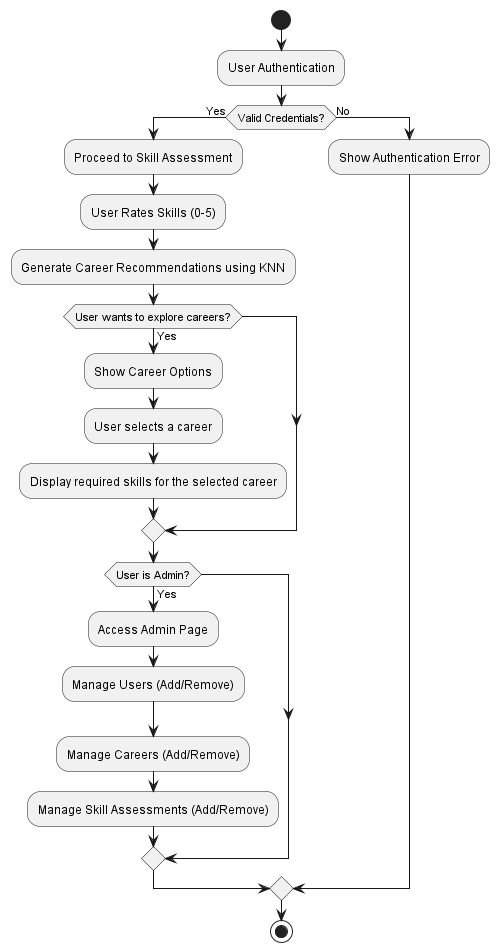 User Authentication
Yes
Valid Credentials?
No
Proceed to Skill Assessment
Show Authentication Error
User Rates Skills (0-5)
Generate Career Recommendations using KNN
User wants to explore careers?
Yes
Show Career Options
User selects a career
Display required skills for the selected career
User is Admin?
Yes
Access Admin Page
Manage Users (Add/Remove)
Manage Careers (Add/Remove)
Manage Skill Assessments (Add/Remove)